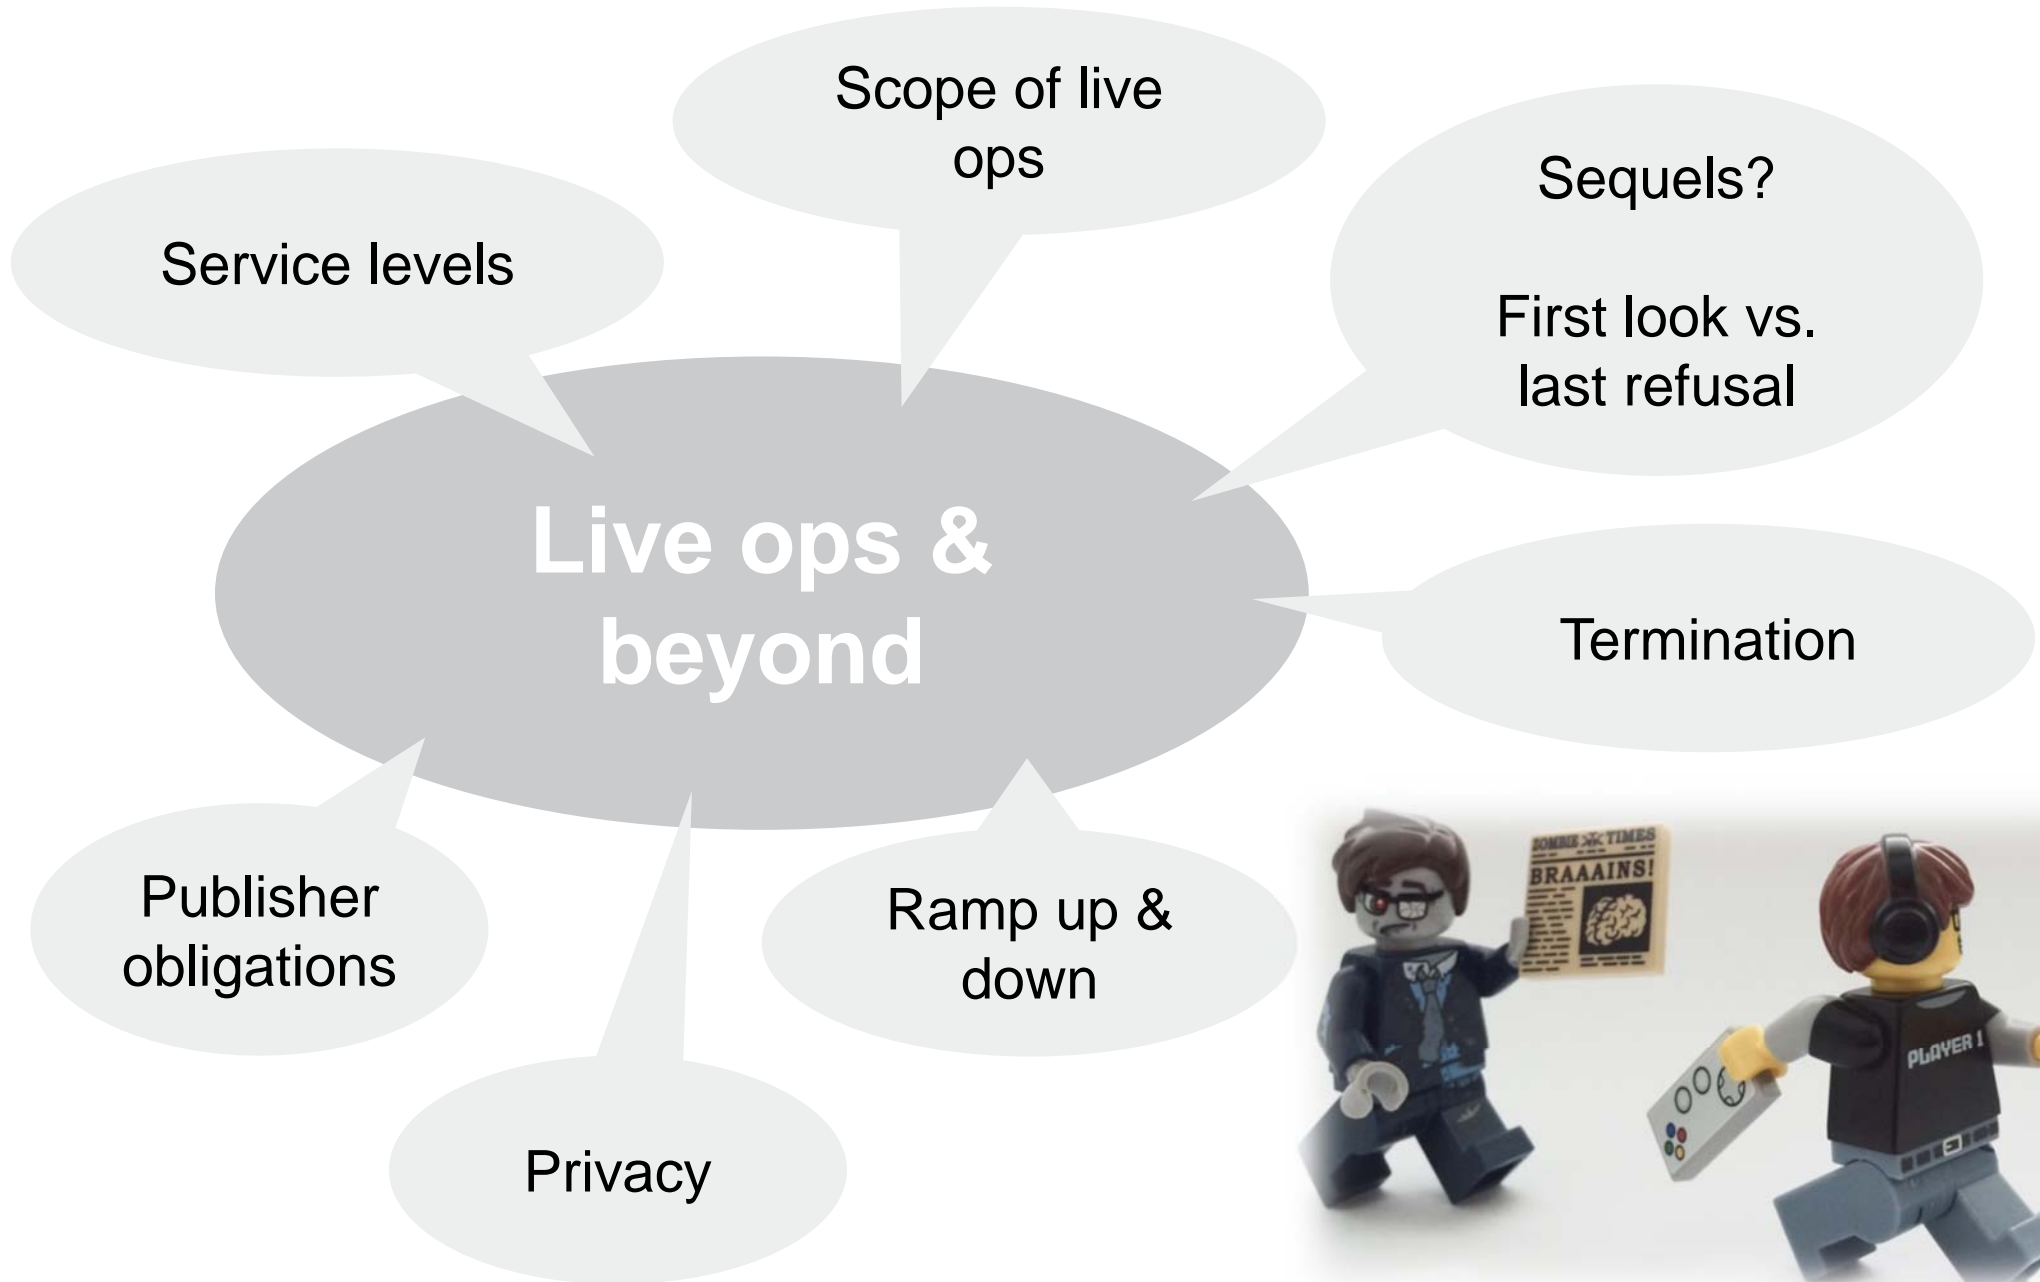 Scope of live
ops
Service levels
Sequels?
First look vs.
last refusal
Live ops &
beyond
Termination
Publisher
obligations
Ramp up &
down
Privacy
ZOMBIE TIMES
BRAAAINS!
PLAYER 1